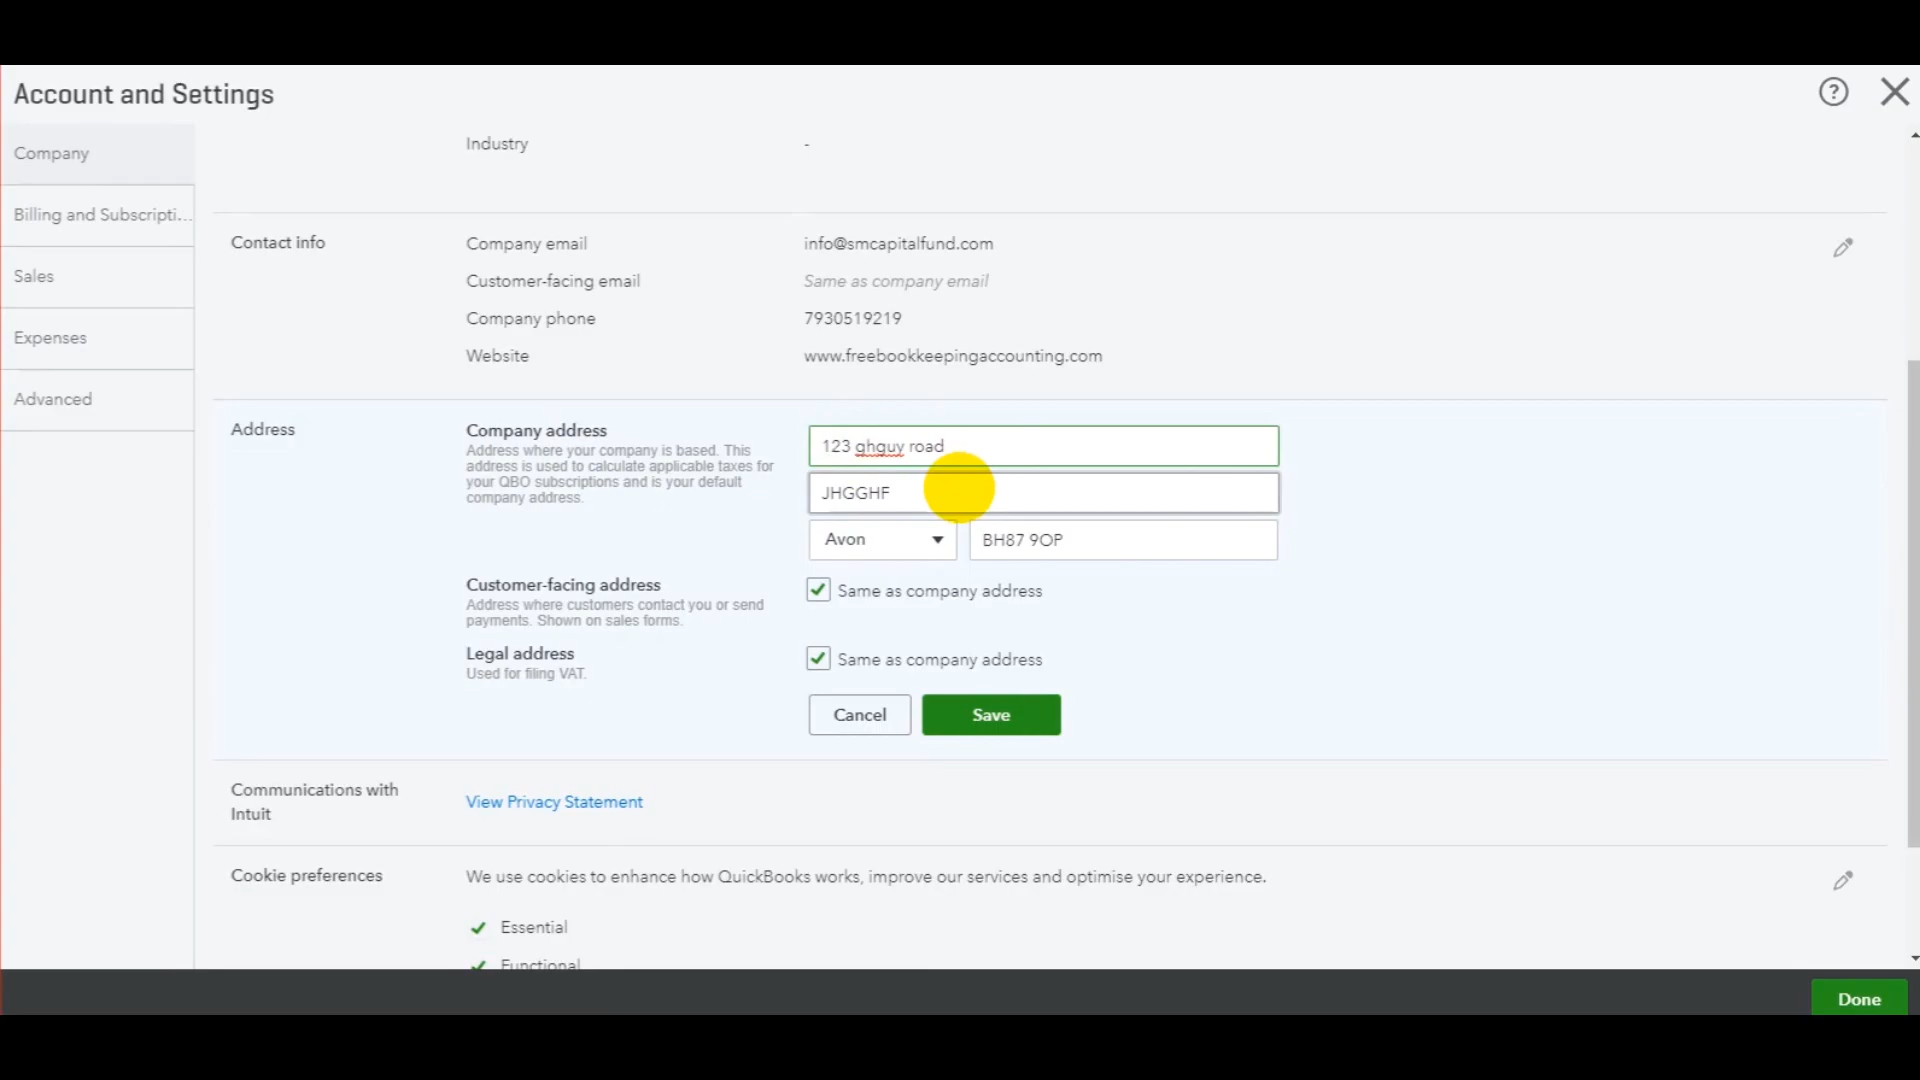 Account and Settings
?
Company
Billing and Subscripti...
Sales
Expenses
Advanced
Industry -
Contact info
Company email info@smcapitalfund.com
Customer-facing email Same as company email
Company phone 7930519219
Website www.freebookkeepingaccounting.com
Address
Company address
Address where your company is based. This
address is used to calculate applicable taxes for
your QBO subscriptions and is your default
company address.
123 ghguy road
JHGGHF
Avon BH87 9OP
Customer-facing address
Address where customers contact you or send
payments. Shown on sales forms.
Same as company address
Legal address
Used for filing VAT.
Same as company address
Cancel Save
Communications with
Intuit
View Privacy Statement
Cookie preferences
We use cookies to enhance how QuickBooks works, improve our services and optimise your experience.
Essential
Functional
Done